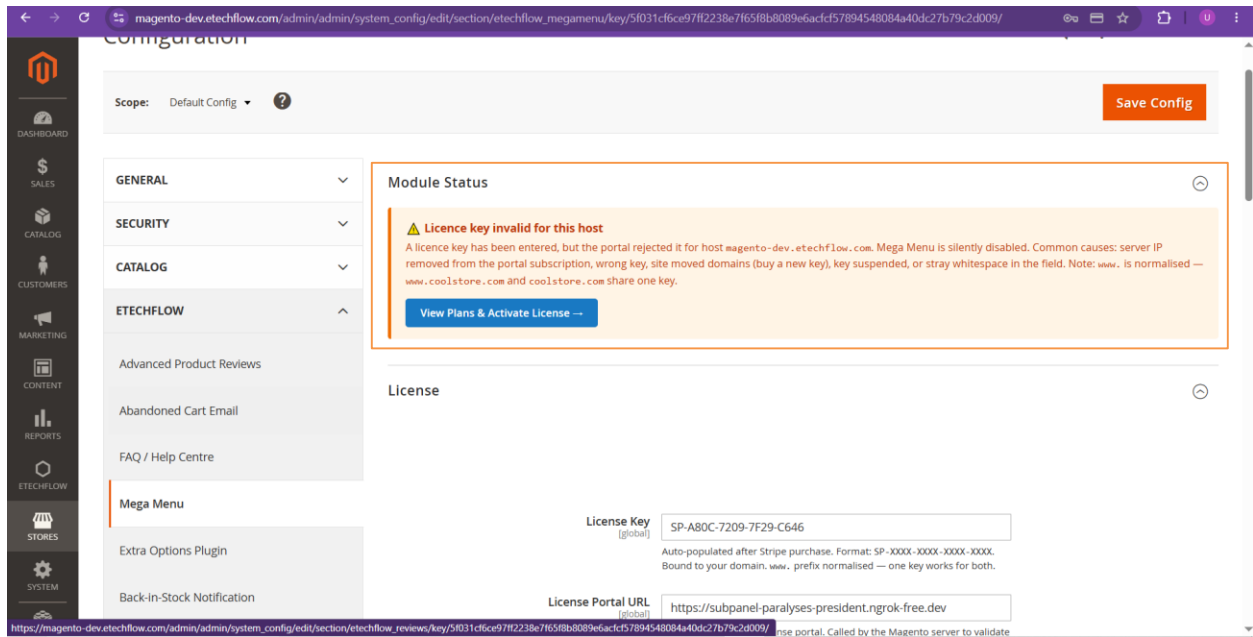 magento-dev.etechflow.com/admin/admin/system_config/edit/section/etechflow_megamenu/key/5f031cf6ce97ff2238e7f65f8b8089e6acfcf57894548084a40dc27b79c2d009/
U
Configuration
Scope: Default Config ?
Save Config
DASHBOARD
$
SALES
CATALOG
CUSTOMERS
MARKETING
CONTENT
REPORTS
ETECHFLOW
STORES
SYSTEM
GENERAL
SECURITY
CATALOG
ETECHFLOW
Advanced Product Reviews
Abandoned Cart Email
FAQ / Help Centre
Mega Menu
Extra Options Plugin
Back-in-Stock Notification
Module Status
Licence key invalid for this host
A licence key has been entered, but the portal rejected it for host magento-dev.etechflow.com. Mega Menu is silently disabled. Common causes: server IP
removed from the portal subscription, wrong key, site moved domains (buy a new key), key suspended, or stray whitespace in the field. Note: www. is normalised —
www.coolstore.com and coolstore.com share one key.
View Plans & Activate License →
License
License Key
[global]
SP-A80C-7209-7F29-C646
Auto-populated after Stripe purchase. Format: SP-XXXX-XXXX-XXXX-XXXX.
Bound to your domain. www. prefix normalised — one key works for both.
License Portal URL
[global]
https://subpanel-paralyses-president.ngrok-free.dev
nse portal. Called by the Magento server to validate
https://magento-dev.etechflow.com/admin/admin/system_config/edit/section/etechflow_reviews/key/5f031cf6ce97ff2238e7f65f8b8089e6acfcf57894548084a40dc27b79c2d009/